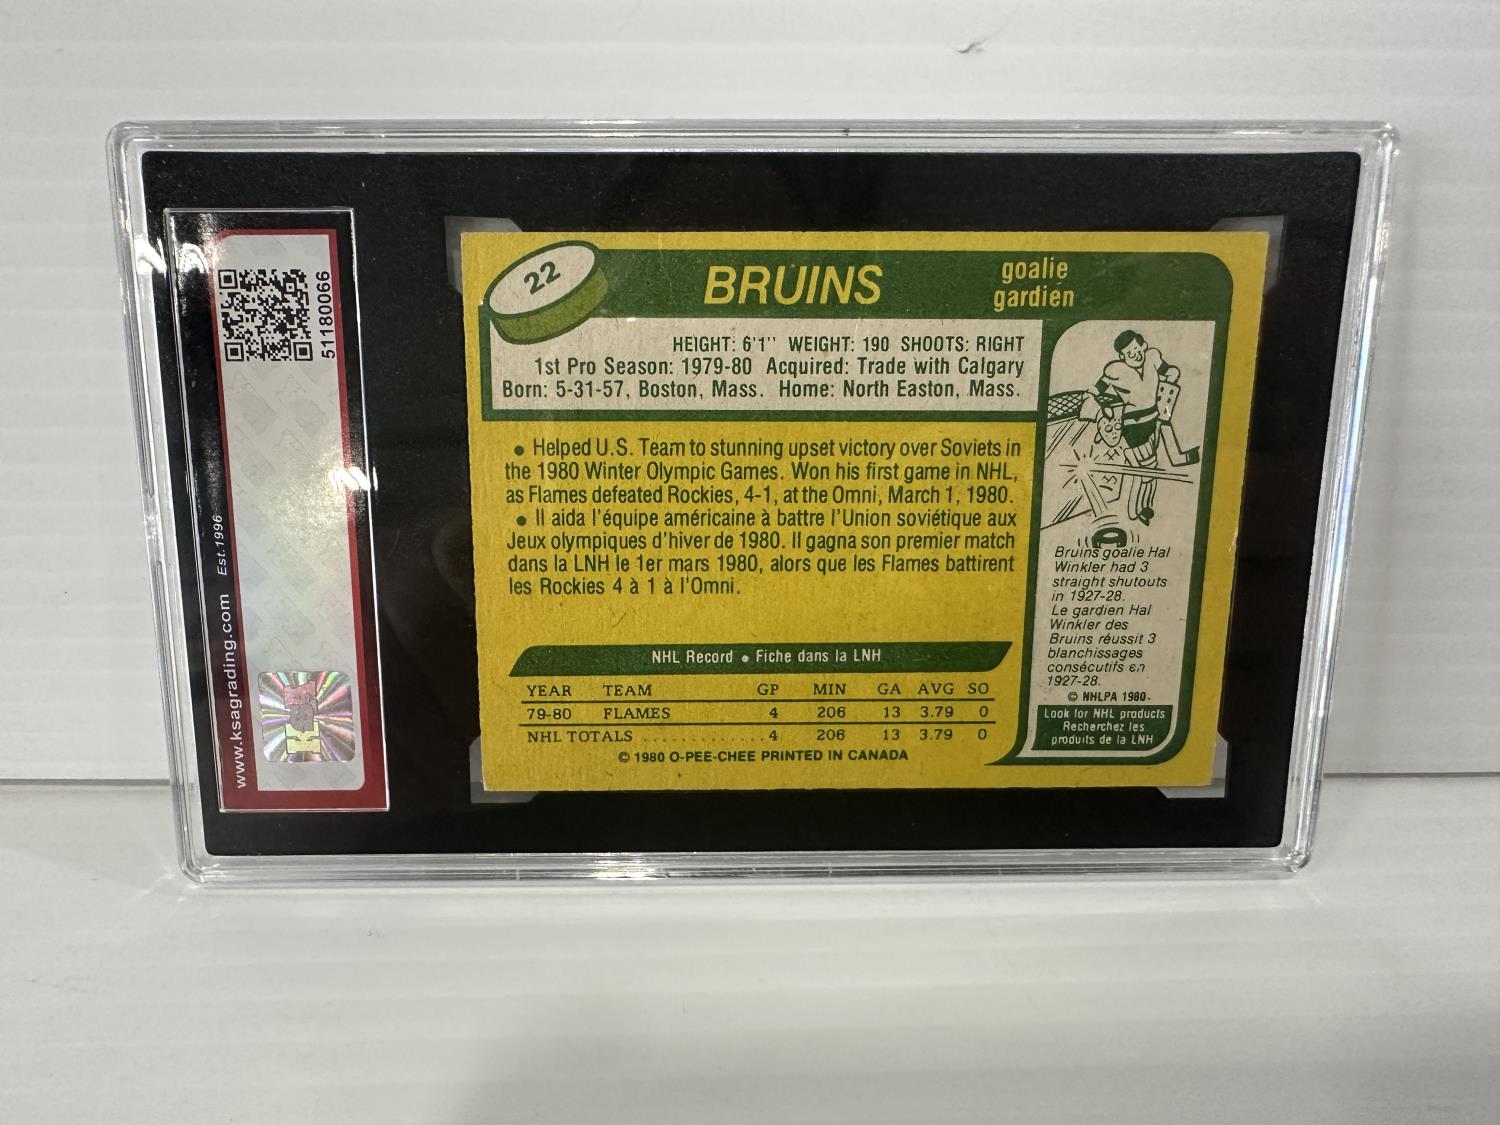 51180066
www.ksagrading.com Est.1996
KSA
22
BRUINS
goalie
gardien
HEIGHT: 6'1'' WEIGHT: 190 SHOOTS: RIGHT
1st Pro Season: 1979-80 Acquired: Trade with Calgary
Born: 5-31-57, Boston, Mass. Home: North Easton, Mass.
● Helped U.S. Team to stunning upset victory over Soviets in
the 1980 Winter Olympic Games. Won his first game in NHL,
as Flames defeated Rockies, 4-1, at the Omni, March 1, 1980.
● Il aida l'équipe américaine à battre l'Union soviétique aux
Jeux olympiques d'hiver de 1980. Il gagna son premier match
dans la LNH le 1er mars 1980, alors que les Flames battirent
les Rockies 4 à 1 à l'Omni.
NHL Record ● Fiche dans la LNH
YEAR TEAM GP MIN GA AVG SO
79-80 FLAMES 4 206 13 3.79 0
NHL TOTALS ............. 4 206 13 3.79 0
© 1980 O-PEE-CHEE PRINTED IN CANADA
Bruins goalie Hal
Winkler had 3
straight shutouts
in 1927-28.
Le gardien Hal
Winkler des
Bruins réussit 3
blanchissages
consécutifs en
1927-28.
© NHLPA 1980.
Look for NHL products
Recherchez les
produits de la LNH